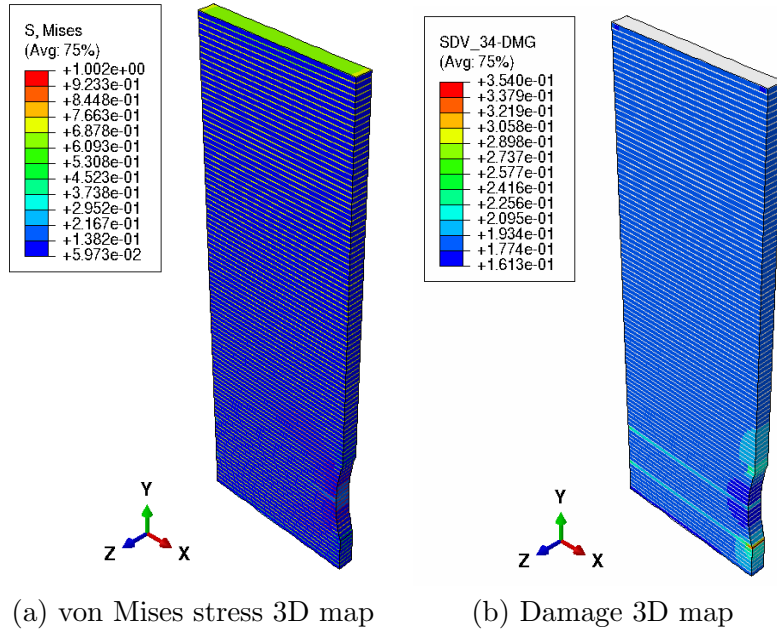 S, Mises
(Avg: 75%)
+1.002e+00
+9.233e-01
+8.448e-01
+7.663e-01
+6.878e-01
+6.093e-01
+5.308e-01
+4.523e-01
+3.738e-01
+2.952e-01
+2.167e-01
+1.382e-01
+5.973e-02
Y
Z
X
(a) von Mises stress 3D map
SDV_34-DMG
(Avg: 75%)
+3.540e-01
+3.379e-01
+3.219e-01
+3.058e-01
+2.898e-01
+2.737e-01
+2.577e-01
+2.416e-01
+2.256e-01
+2.095e-01
+1.934e-01
+1.774e-01
+1.613e-01
Y
Z
X
(b) Damage 3D map